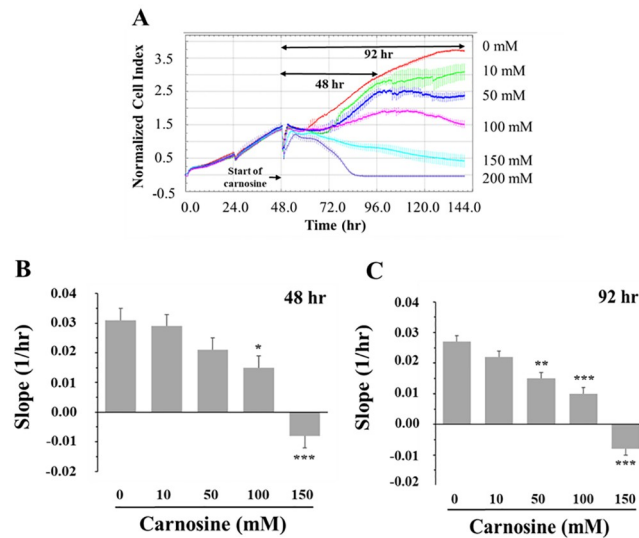 A
Normalized Cell Index
3.5
2.5
1.5
0.5
-0.5
92 hr
48 hr
Start of
carnosine
0 mM
10 mM
50 mM
100 mM
150 mM
200 mM
0.0 24.0 48.0 72.0 96.0 120.0 144.0
Time (hr)
B
48 hr
Slope (1/hr)
0.04
0.03
0.02
0.01
0.00
-0.01
-0.02
*
***
0 10 50 100 150
Carnosine (mM)
C
92 hr
Slope (1/hr)
0.04
0.03
0.02
0.01
0.00
-0.01
-0.02
**
***
***
0 10 50 100 150
Carnosine (mM)